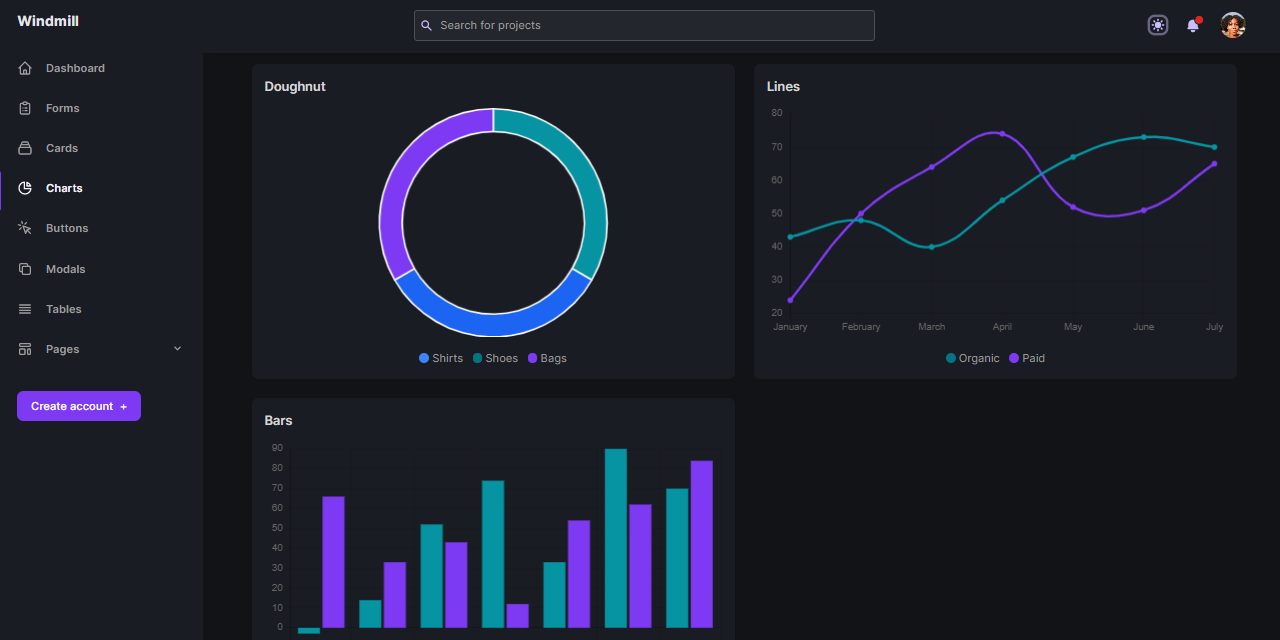 Windmill
Search for projects
Dashboard
Forms
Cards
Charts
Buttons
Modals
Tables
Pages
Create account +
Doughnut
Shirts Shoes Bags
Lines
80
70
60
50
40
30
20
January February March April May June July
Organic Paid
Bars
90
80
70
60
50
40
30
20
10
0